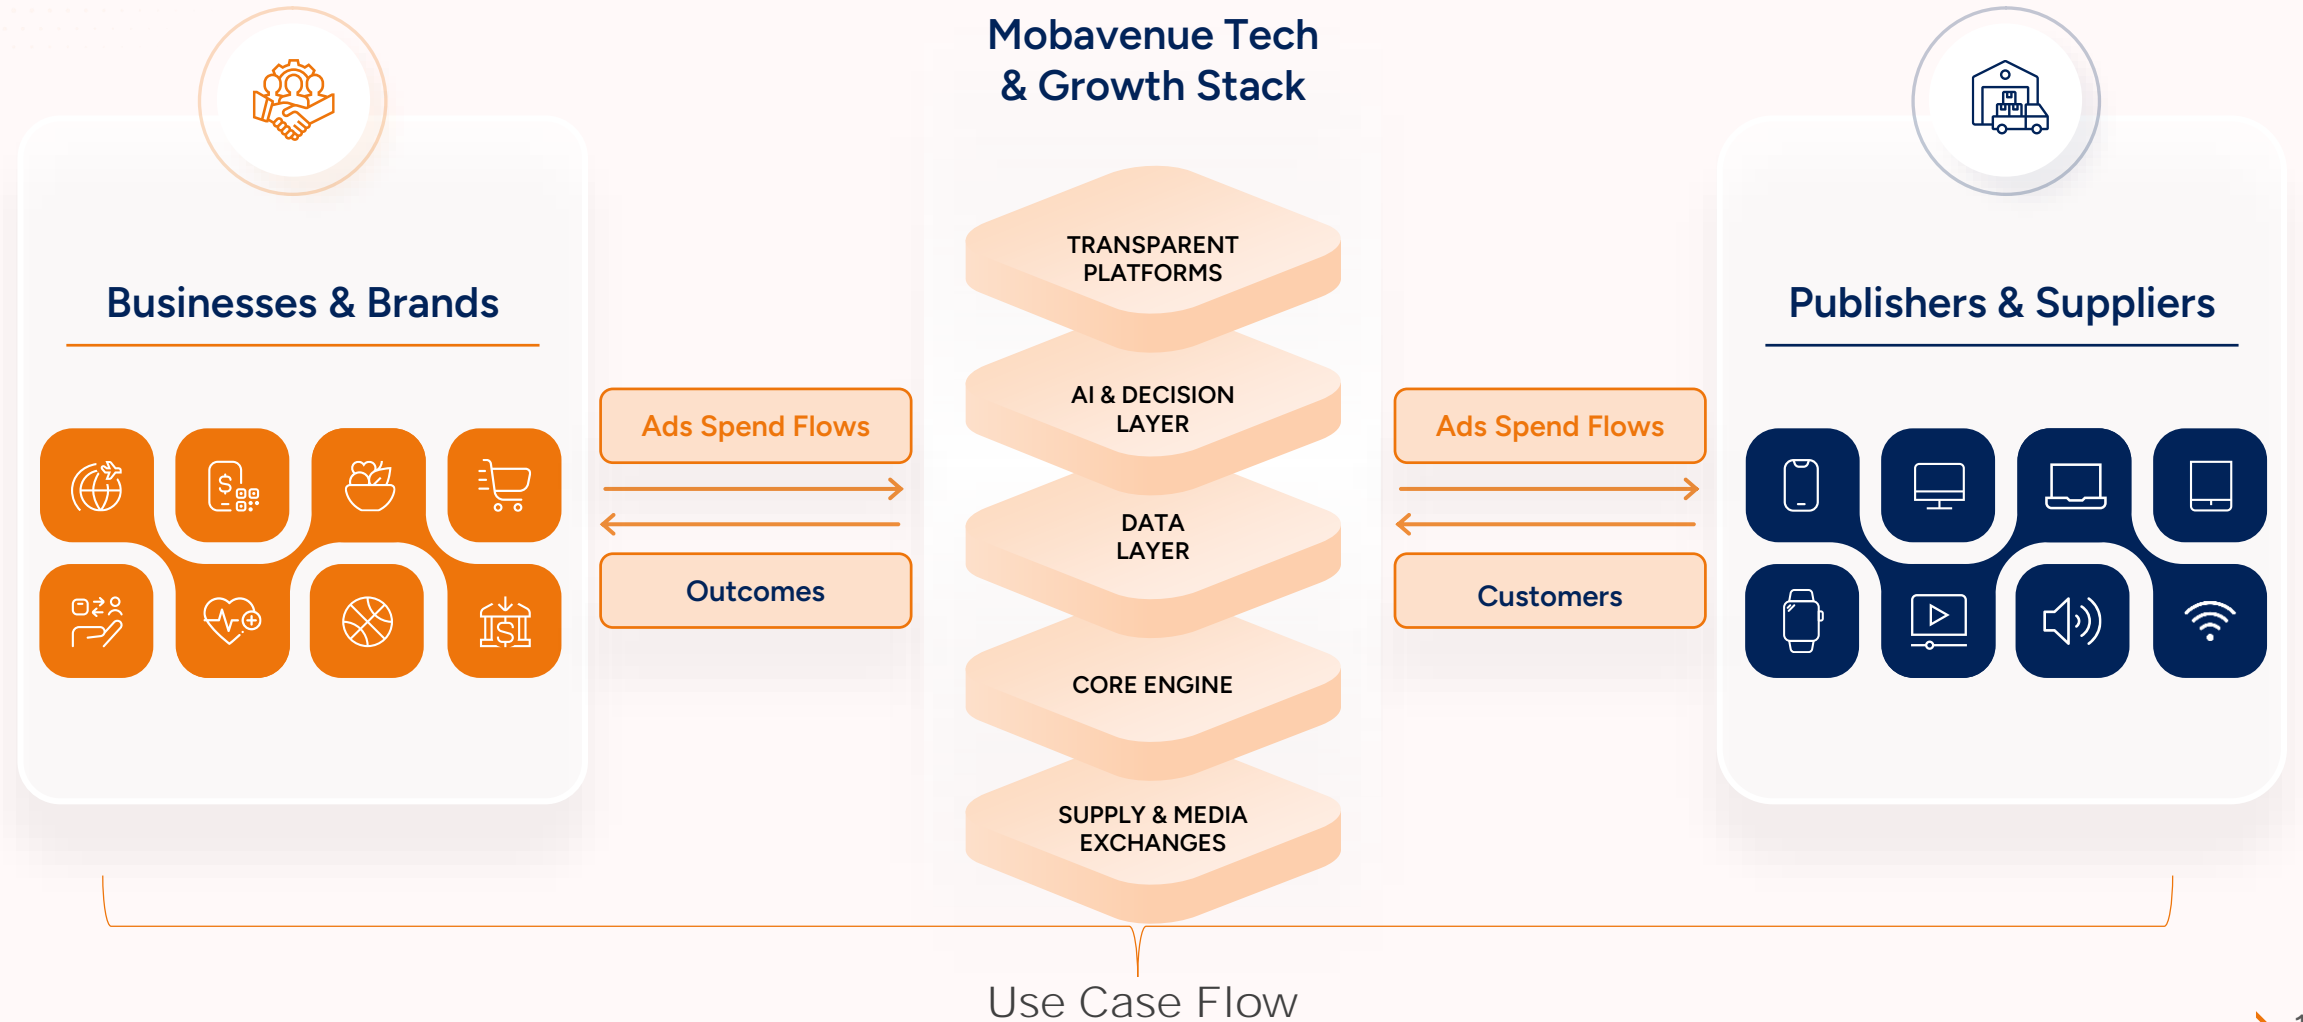 Mobavenue Tech
& Growth Stack
Businesses & Brands
Ads Spend Flows
Outcomes
TRANSPARENT
PLATFORMS
AI & DECISION
LAYER
DATA
LAYER
CORE ENGINE
SUPPLY & MEDIA
EXCHANGES
Ads Spend Flows
Customers
Publishers & Suppliers
Use Case Flow